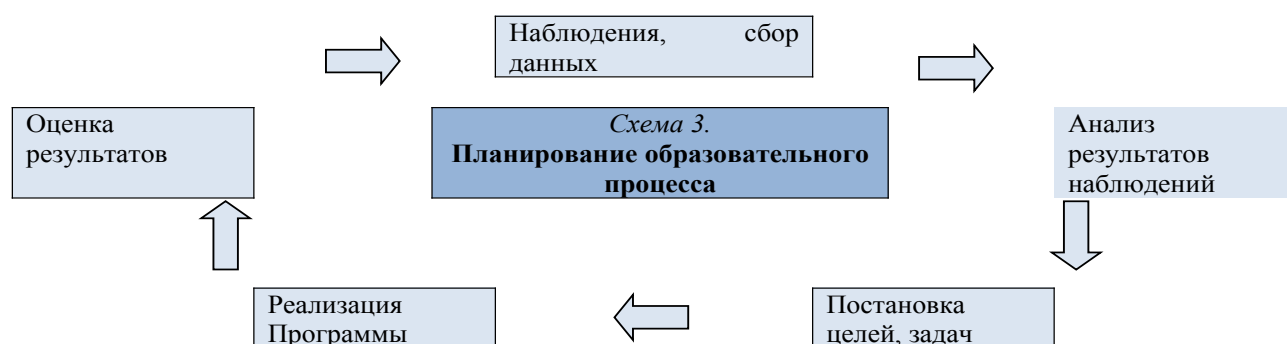 Наблюдения, сбор
данных
Оценка
результатов
Схема 3.
Планирование образовательного
процесса
Анализ
результатов
наблюдений
Реализация
Программы
Постановка
целей, задач